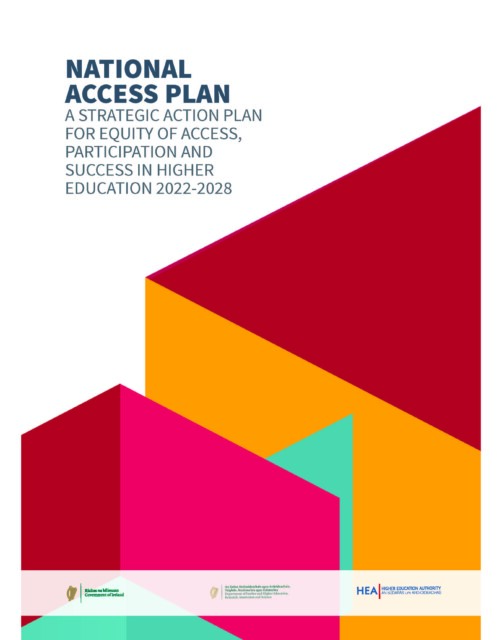 NATIONAL
ACCESS PLAN
A STRATEGIC ACTION PLAN
FOR EQUITY OF ACCESS,
PARTICIPATION AND
SUCCESS IN HIGHER
EDUCATION 2022-2028
Rialtas na hÉireann
Government of Ireland
An Roinn Breisoideachais agus Ardoideachais,
Taighde, Nuálaíochta agus Eolaíochta
Department of Further and Higher Education,
Research, Innovation and Science
HEA
HIGHER EDUCATION AUTHORITY
AN tÚDARÁS um ARD-OIDEACHAS